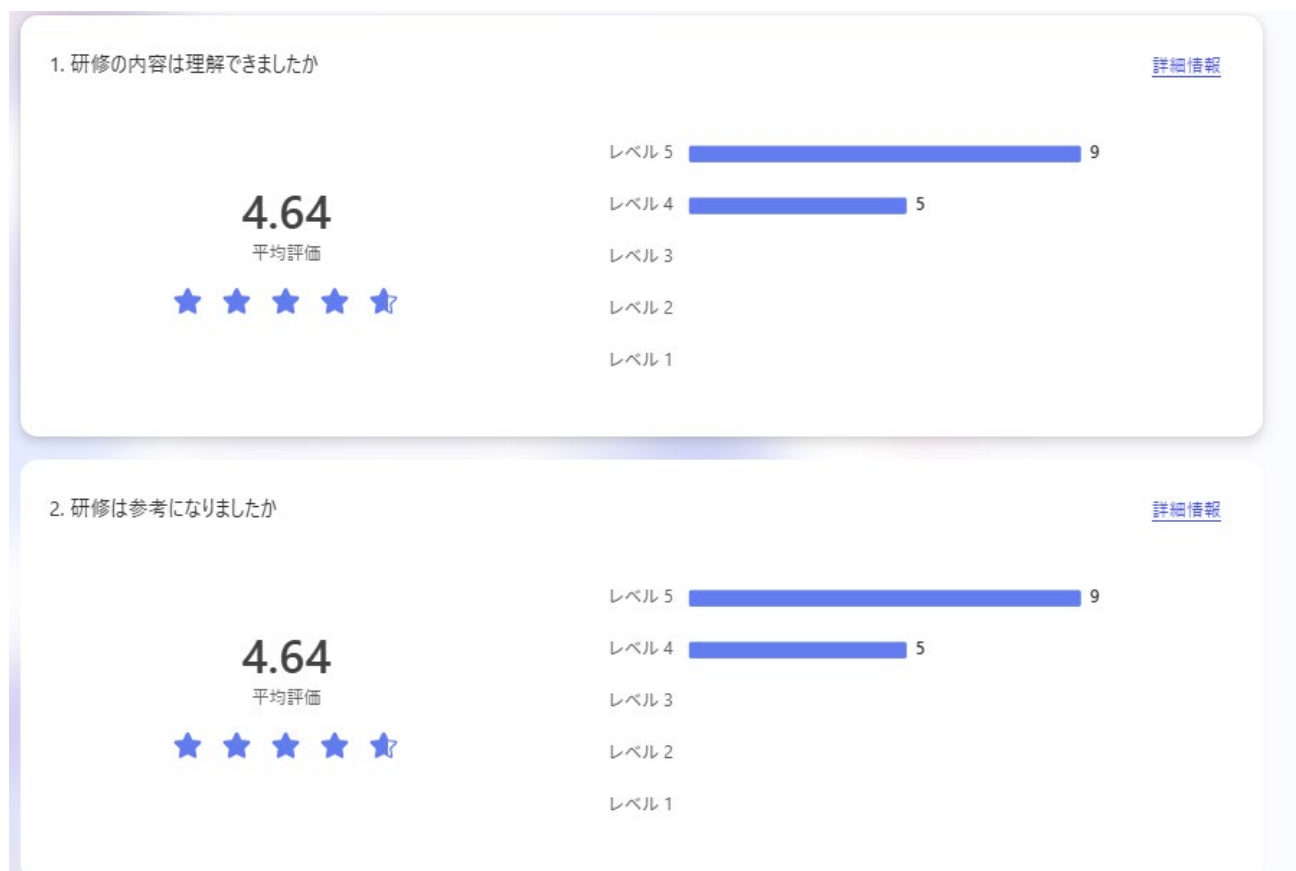 1. 研修の内容は理解できましたか
詳細情報
レベル 5
9
4.64
平均評価
レベル 4
5
レベル 3
レベル 2
レベル 1
2. 研修は参考になりましたか
詳細情報
レベル 5
9
4.64
平均評価
レベル 4
5
レベル 3
レベル 2
レベル 1